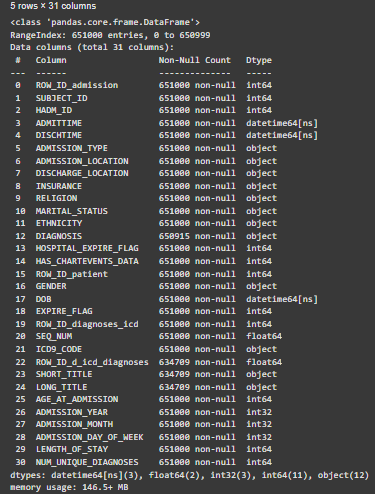 5 rows × 31 columns
<class 'pandas.core.frame.DataFrame'>
RangeIndex: 651000 entries, 0 to 650999
Data columns (total 31 columns):
 #   Column                Non-Null Count   Dtype
---  ------                --------------   -----
 0   ROW_ID_admission      651000 non-null  int64
 1   SUBJECT_ID            651000 non-null  int64
 2   HADM_ID               651000 non-null  int64
 3   ADMITTIME             651000 non-null  datetime64[ns]
 4   DISCHTIME             651000 non-null  datetime64[ns]
 5   ADMISSION_TYPE        651000 non-null  object
 6   ADMISSION_LOCATION    651000 non-null  object
 7   DISCHARGE_LOCATION    651000 non-null  object
 8   INSURANCE             651000 non-null  object
 9   RELIGION              651000 non-null  object
 10  MARITAL_STATUS        651000 non-null  object
 11  ETHNICITY             651000 non-null  object
 12  DIAGNOSIS             650915 non-null  object
 13  HOSPITAL_EXPIRE_FLAG  651000 non-null  int64
 14  HAS_CHARTEVENTS_DATA  651000 non-null  int64
 15  ROW_ID_patient        651000 non-null  int64
 16  GENDER                651000 non-null  object
 17  DOB                   651000 non-null  datetime64[ns]
 18  EXPIRE_FLAG           651000 non-null  int64
 19  ROW_ID_diagnoses_icd  651000 non-null  int64
 20  SEQ_NUM               651000 non-null  float64
 21  ICD9_CODE             651000 non-null  object
 22  ROW_ID_d_icd_diagnoses  634709 non-null  float64
 23  SHORT_TITLE           634709 non-null  object
 24  LONG_TITLE            634709 non-null  object
 25  AGE_AT_ADMISSION      651000 non-null  int64
 26  ADMISSION_YEAR        651000 non-null  int32
 27  ADMISSION_MONTH       651000 non-null  int32
 28  ADMISSION_DAY_OF_WEEK  651000 non-null  int32
 29  LENGTH_OF_STAY        651000 non-null  int64
 30  NUM_UNIQUE_DIAGNOSES  651000 non-null  int64
dtypes: datetime64[ns](3), float64(2), int32(3), int64(11), object(12)
memory usage: 146.5+ MB